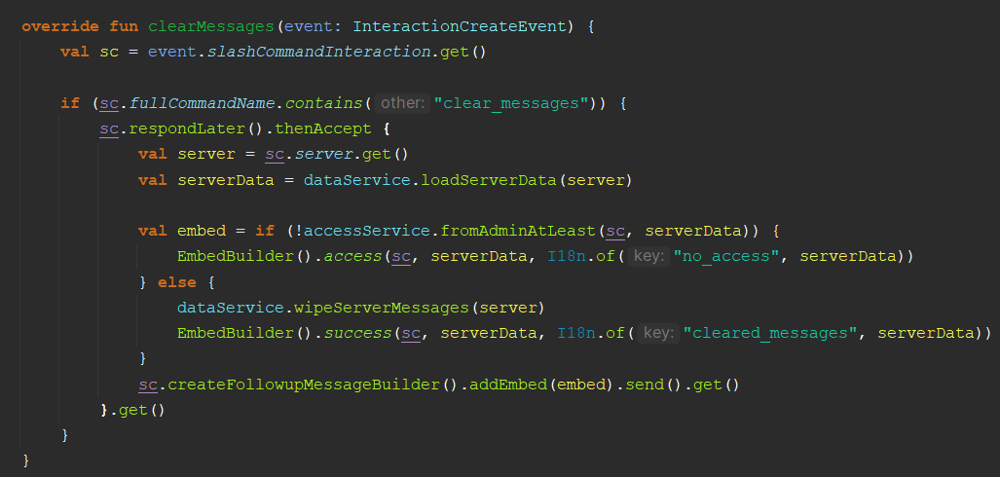 override fun clearMessages(event: InteractionCreateEvent) {
    val sc = event.slashCommandInteraction.get()

    if (sc.fullCommandName.contains( other: "clear_messages")) {
        sc.respondLater().thenAccept {
            val server = sc.server.get()
            val serverData = dataService.loadServerData(server)

            val embed = if (!accessService.fromAdminAtLeast(sc, serverData)) {
                EmbedBuilder().access(sc, serverData, I18n.of( key: "no_access", serverData))
            } else {
                dataService.wipeServerMessages(server)
                EmbedBuilder().success(sc, serverData, I18n.of( key: "cleared_messages", serverData))
            }
            sc.createFollowupMessageBuilder().addEmbed(embed).send().get()
        }.get()
    }
}